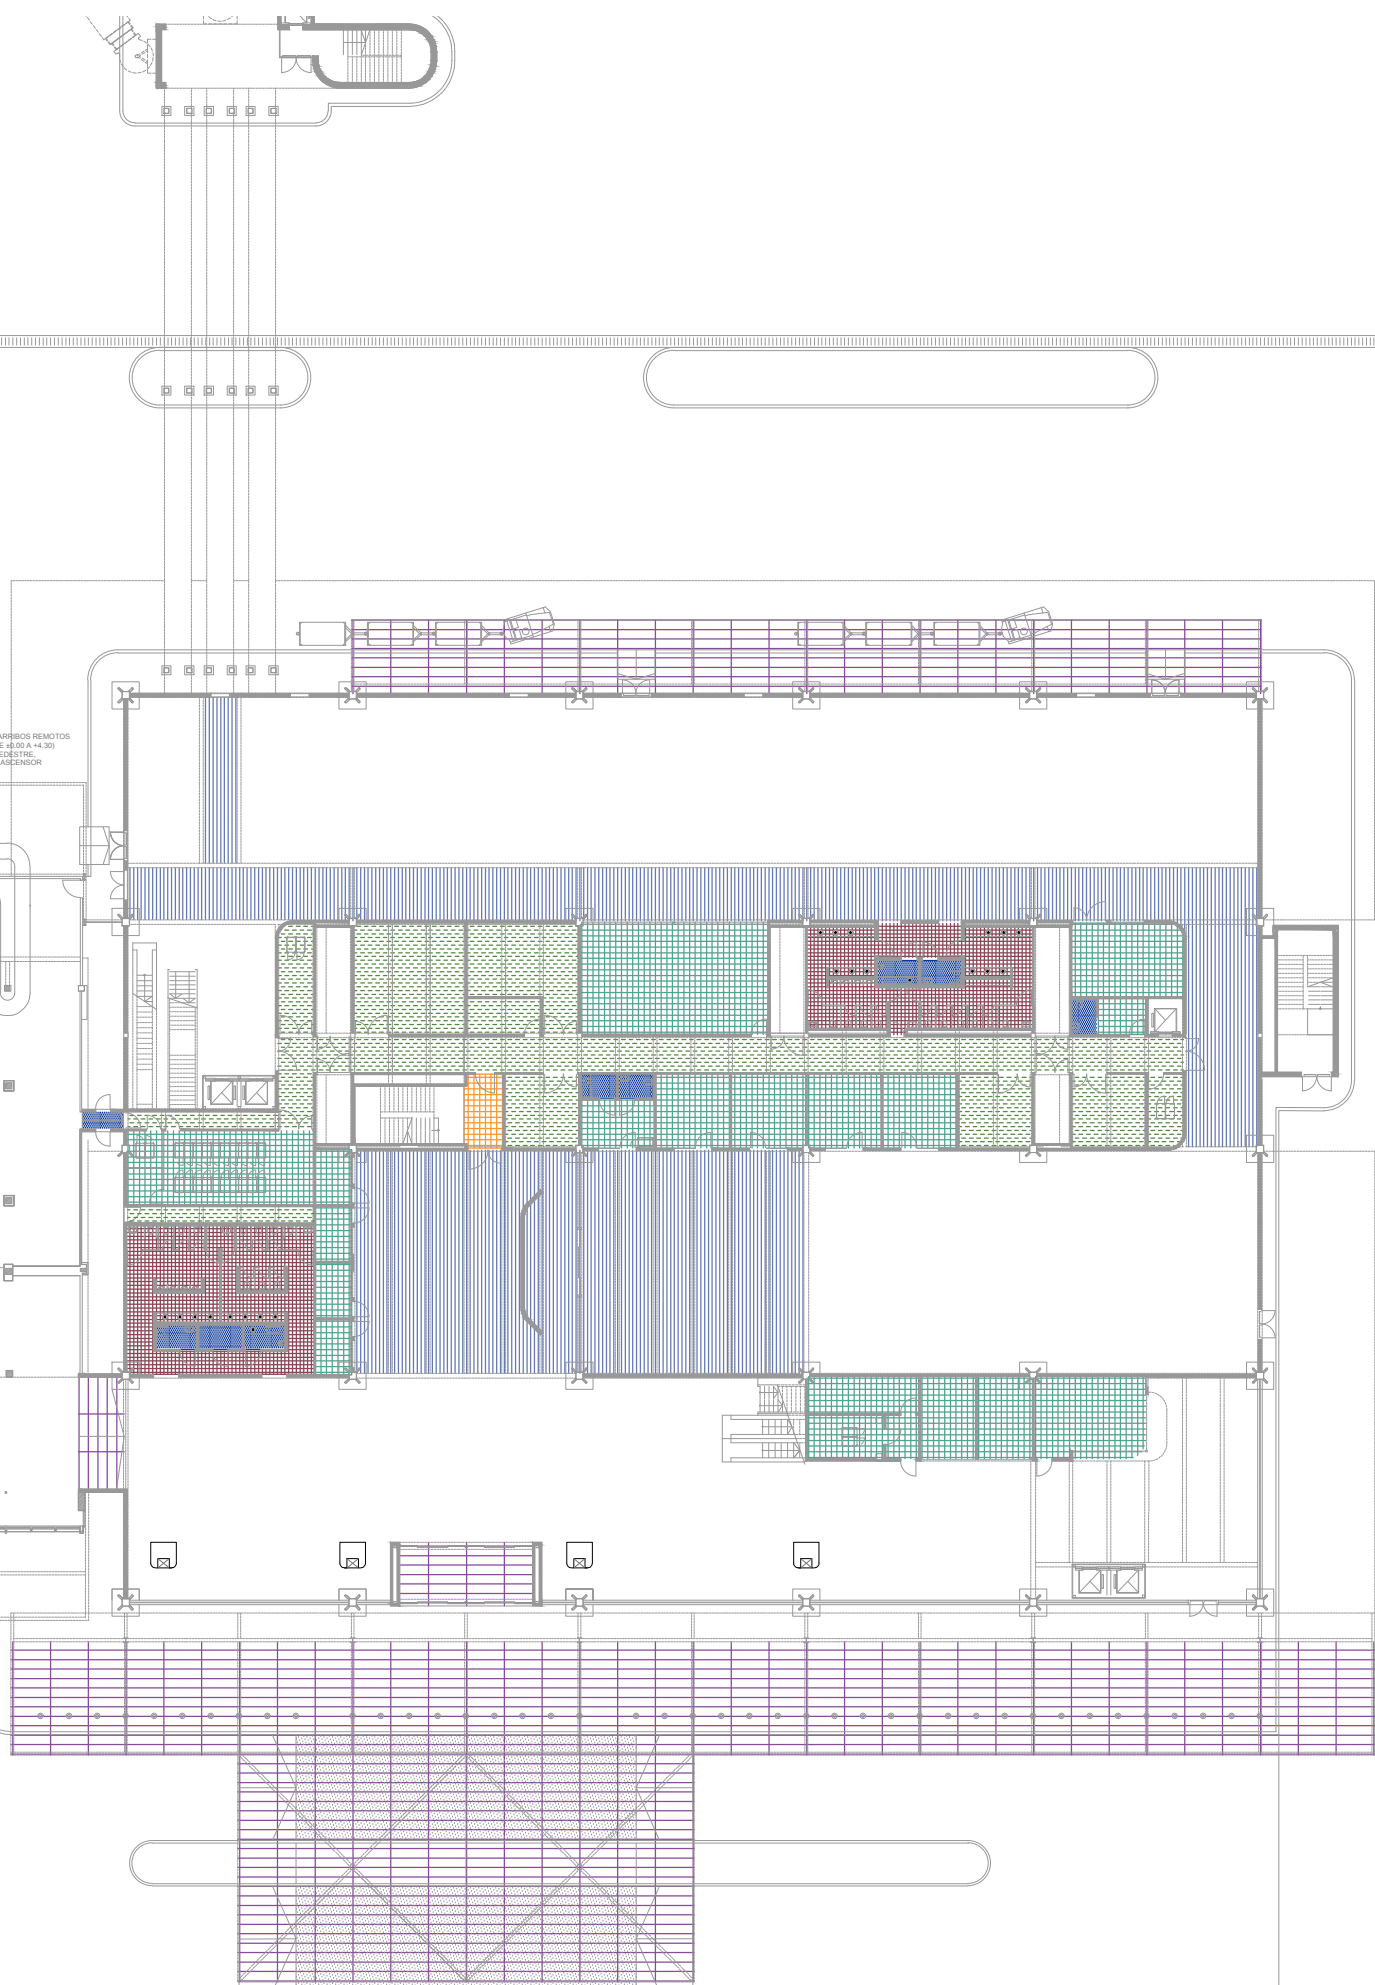 ARRIBOS REMOTOS
E ±0.00 A +4.30)
EDESTRE,
ASCENSOR